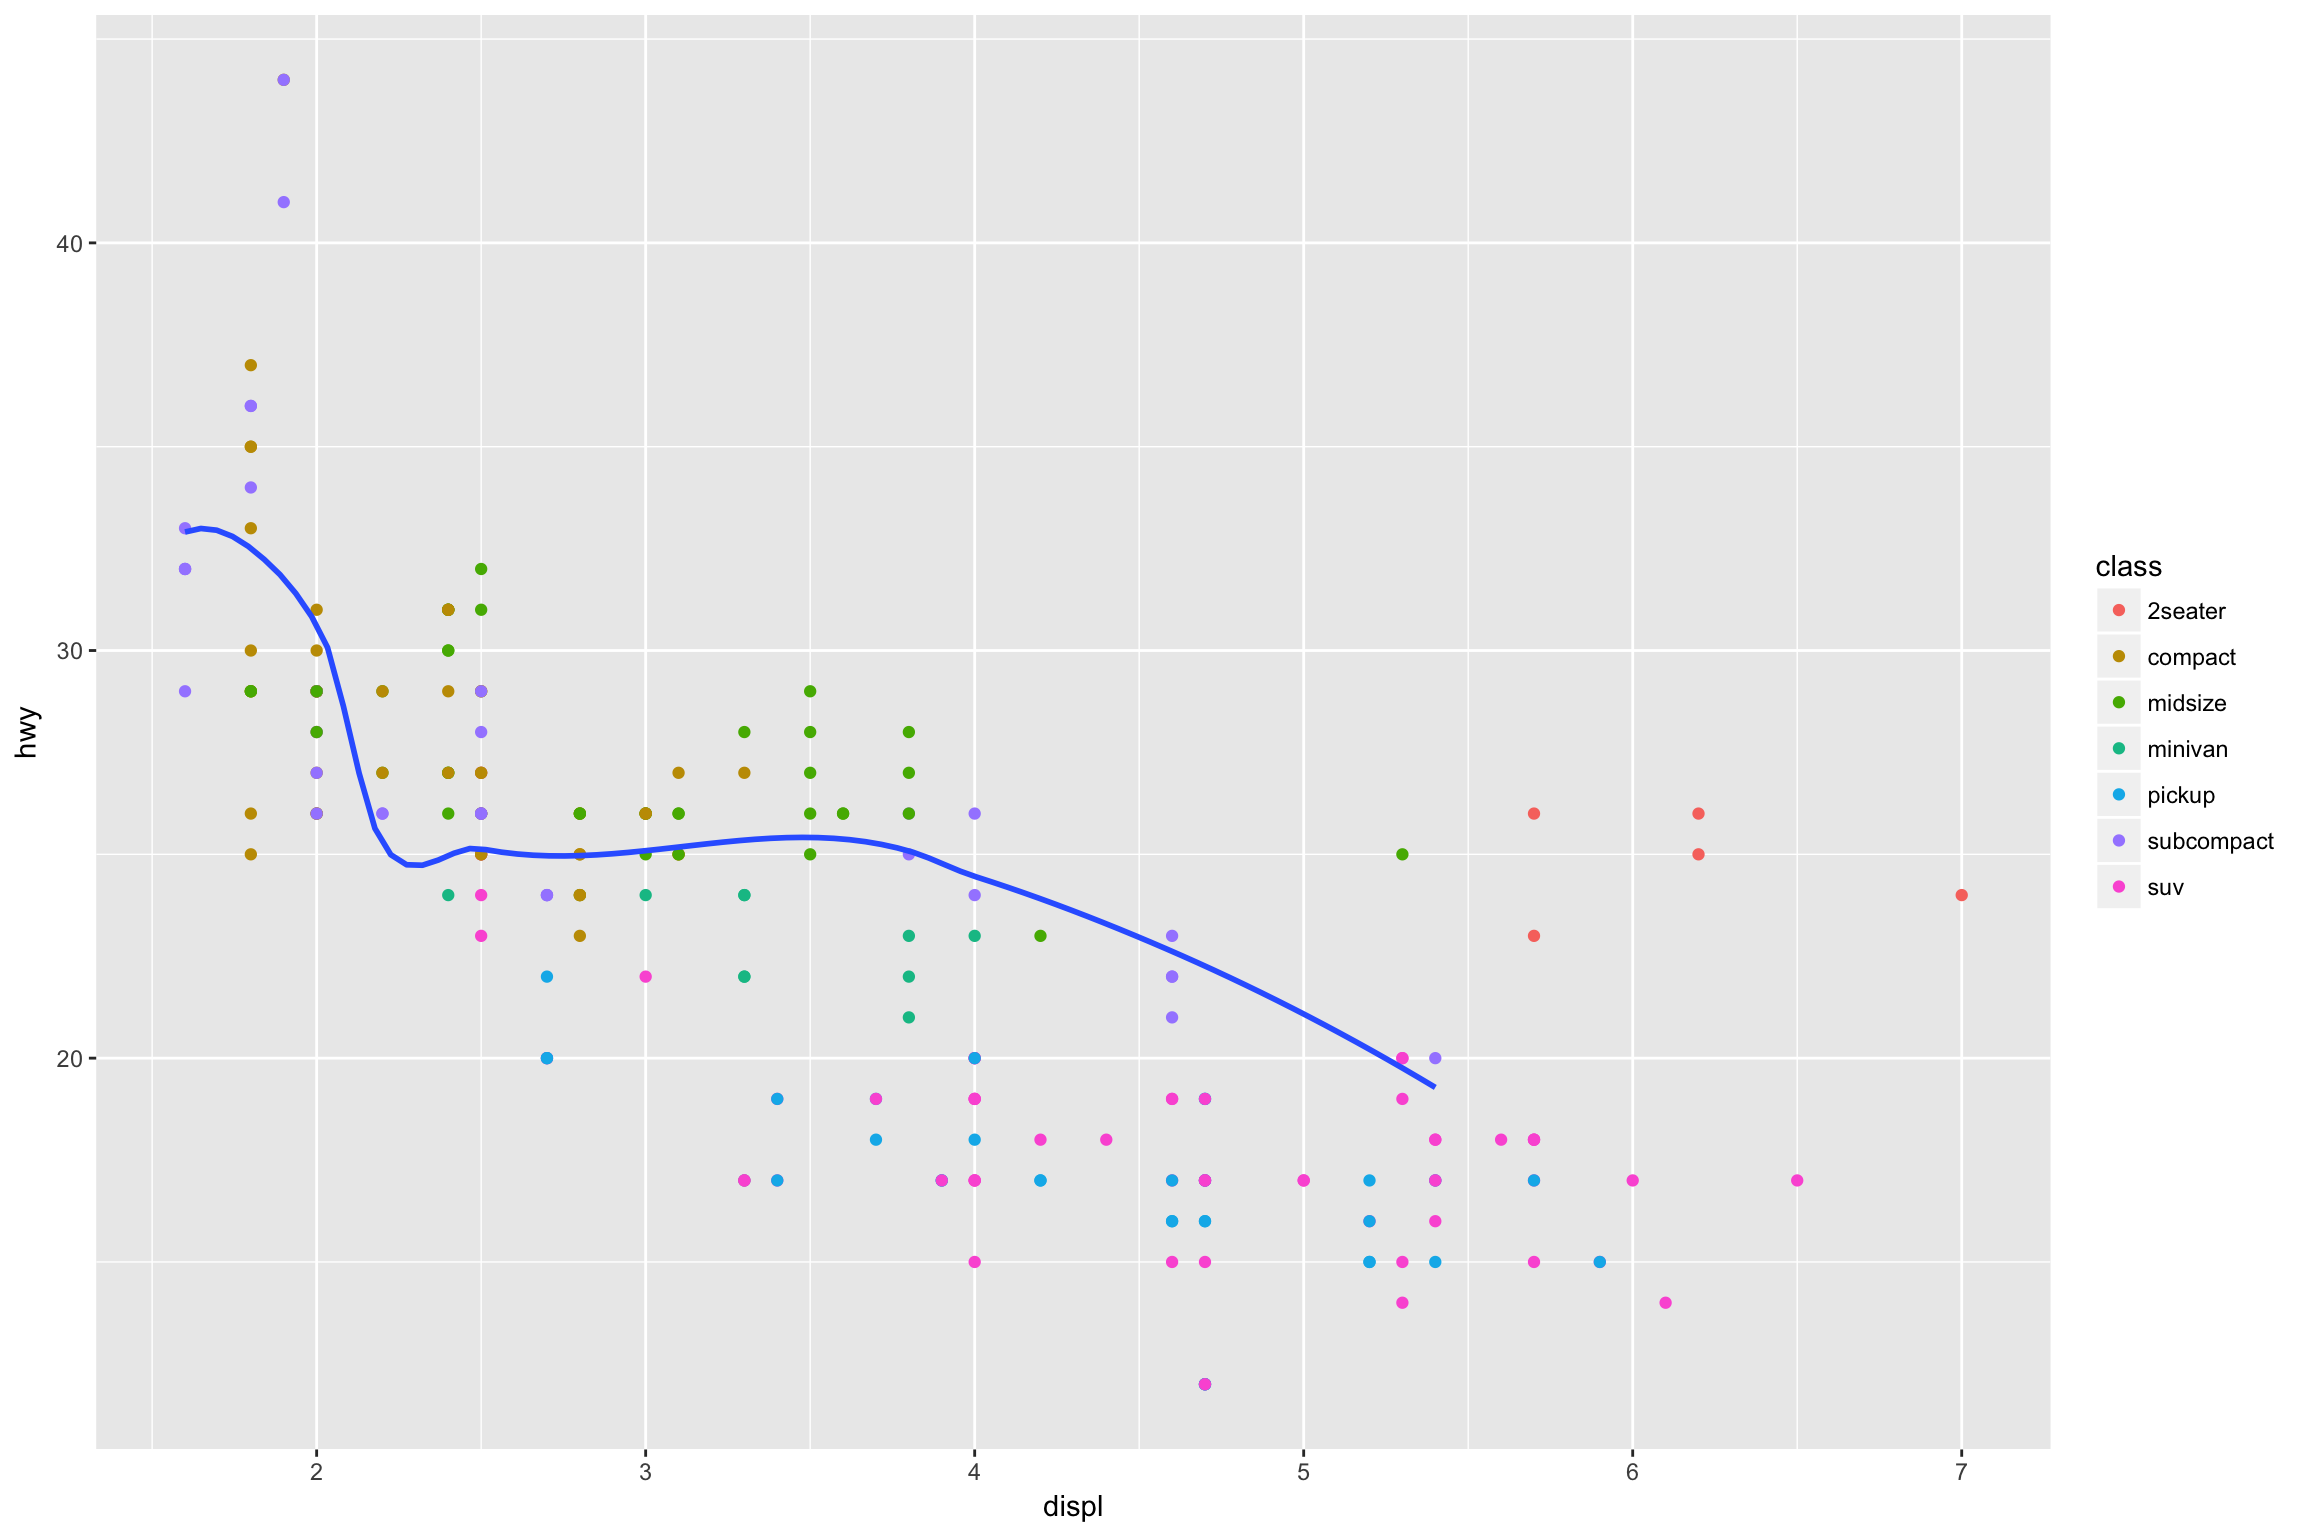 hwy
40
30
20
2 3 4 5 6 7
displ
class
2seater
compact
midsize
minivan
pickup
subcompact
suv